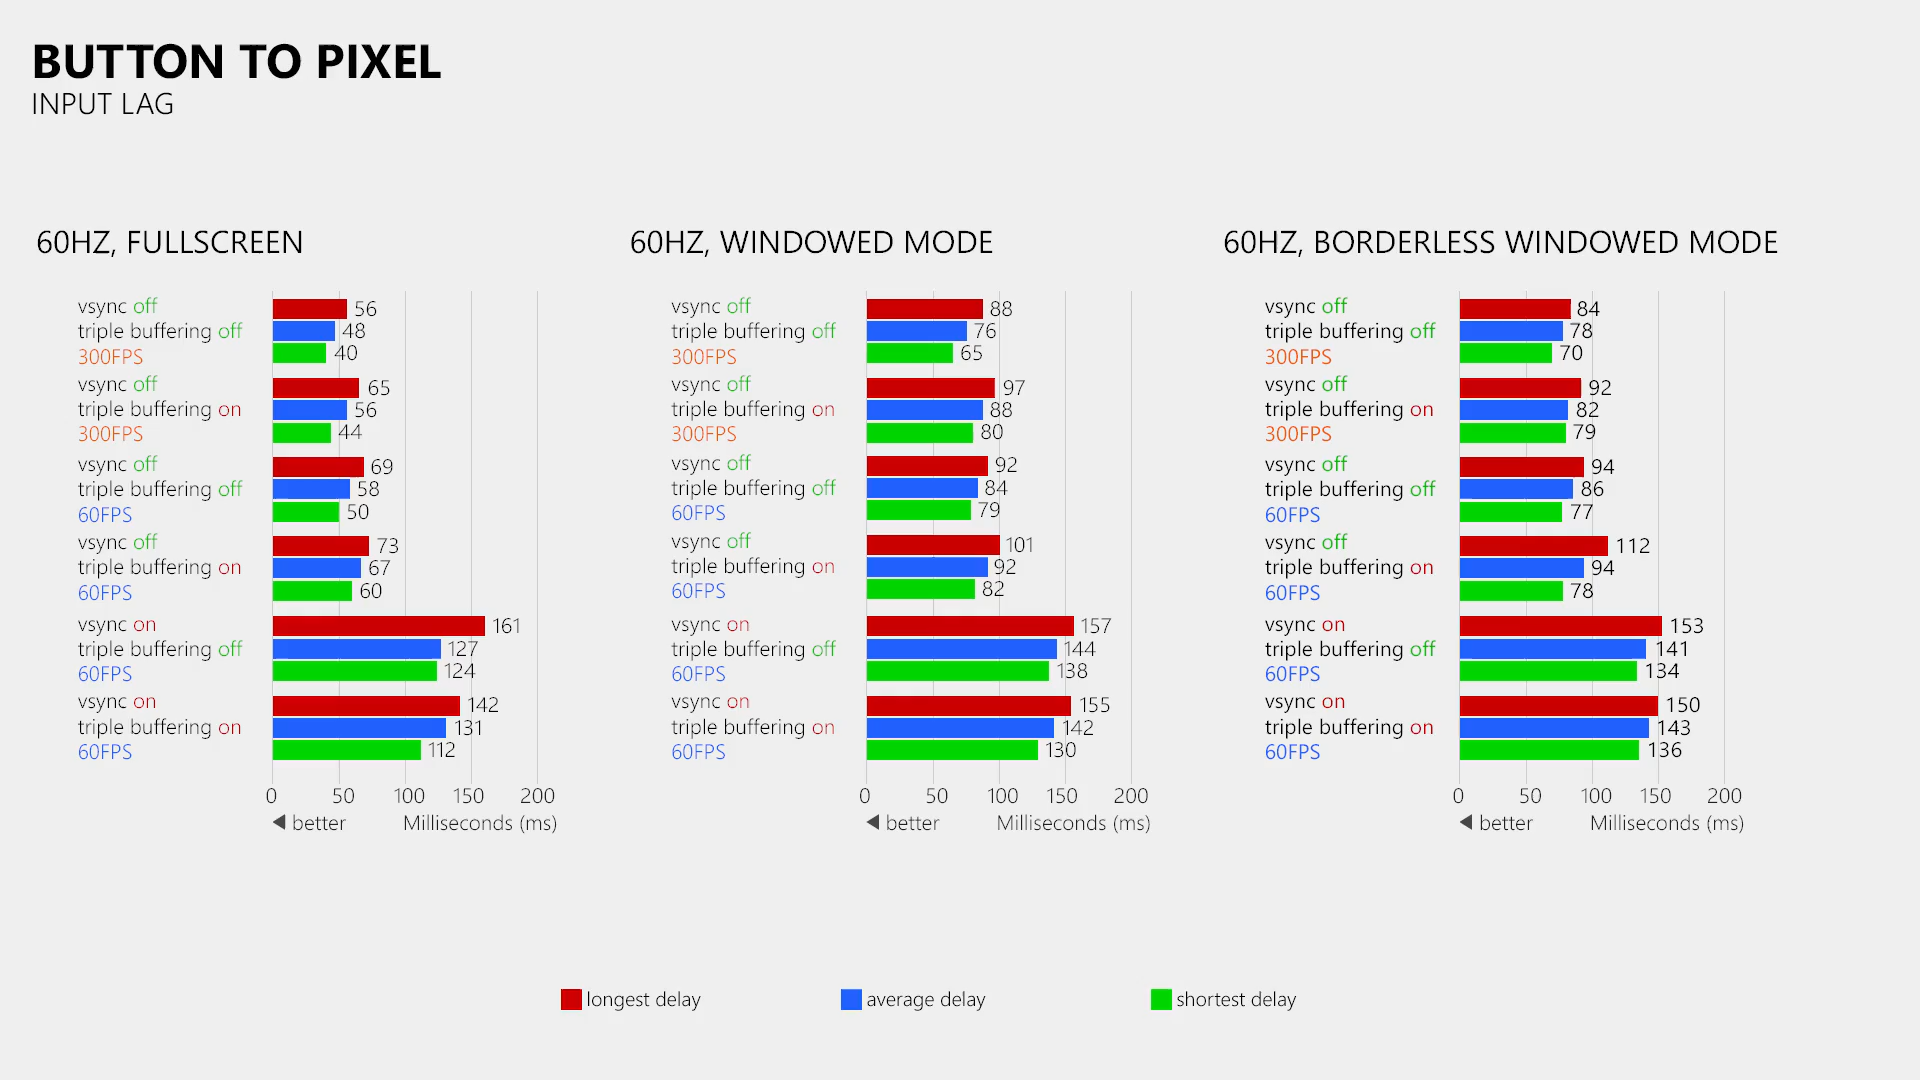 BUTTON TO PIXEL
INPUT LAG
60HZ, FULLSCREEN
vsync off
triple buffering off
300FPS
56
48
40
vsync off
triple buffering on
300FPS
65
56
44
vsync off
triple buffering off
60FPS
69
58
50
vsync off
triple buffering on
60FPS
73
67
60
vsync on
triple buffering off
60FPS
161
127
124
vsync on
triple buffering on
60FPS
142
131
112
0 50 100 150 200
◀ better Milliseconds (ms)
60HZ, WINDOWED MODE
vsync off
triple buffering off
300FPS
88
76
65
vsync off
triple buffering on
300FPS
97
88
80
vsync off
triple buffering off
60FPS
92
84
79
vsync off
triple buffering on
60FPS
101
92
82
vsync on
triple buffering off
60FPS
157
144
138
vsync on
triple buffering on
60FPS
155
142
130
0 50 100 150 200
◀ better Milliseconds (ms)
60HZ, BORDERLESS WINDOWED MODE
vsync off
triple buffering off
300FPS
84
78
70
vsync off
triple buffering on
300FPS
92
82
79
vsync off
triple buffering off
60FPS
94
86
77
vsync off
triple buffering on
60FPS
112
94
78
vsync on
triple buffering off
60FPS
153
141
134
vsync on
triple buffering on
60FPS
150
143
136
0 50 100 150 200
◀ better Milliseconds (ms)
longest delay average delay shortest delay